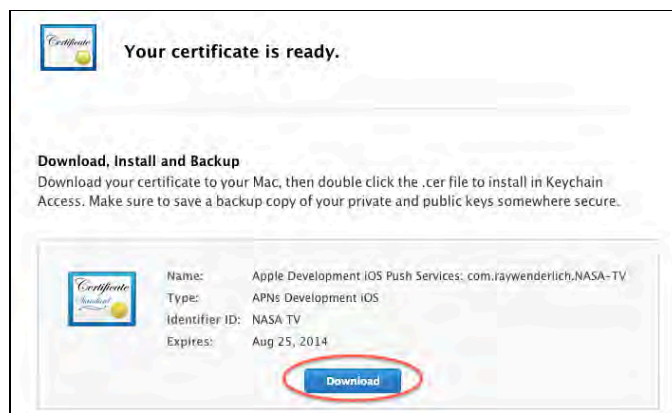 Certificate
Your certificate is ready.
Download, Install and Backup
Download your certificate to your Mac, then double click the .cer file to install in Keychain
Access. Make sure to save a backup copy of your private and public keys somewhere secure.
Certificate
Standard
Name: Apple Development iOS Push Services: com.raywenderlich.NASA-TV
Type: APNs Development iOS
Identifier ID: NASA TV
Expires: Aug 25, 2014
Download